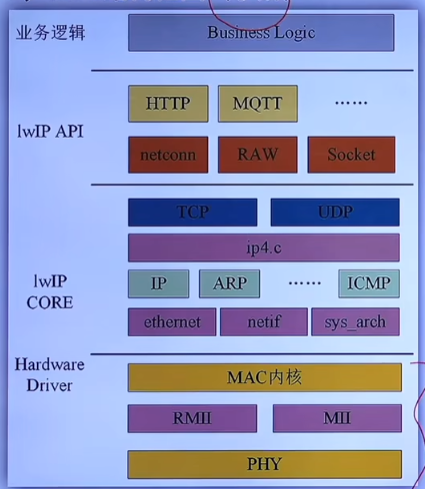 业务逻辑
Business Logic
HTTP MQTT ······
lwIP API
netconn RAW Socket
TCP UDP
ip4.c
lwIP
CORE
IP ARP ······ ICMP
ethernet netif sys_arch
Hardware
Driver
MAC内核
RMII MII
PHY